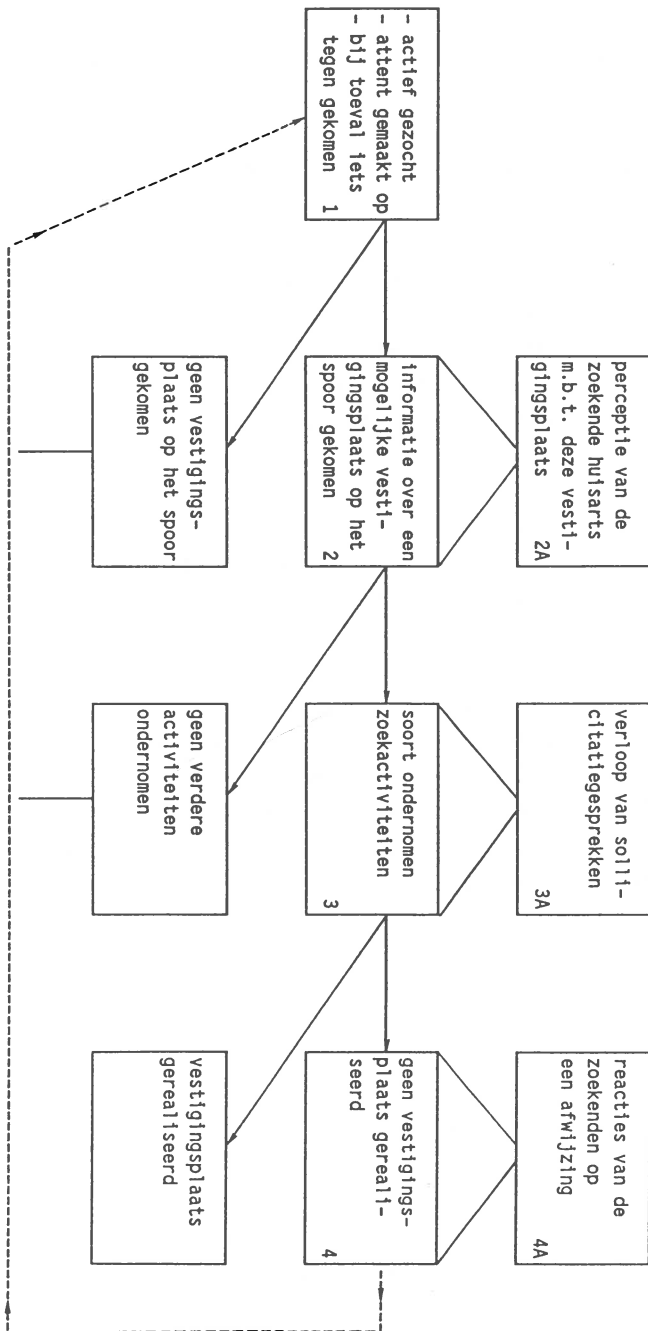 - actief gezocht
- attent gemaakt op
- bij toeval iets
tegen gekomen
1
perceptie van de
zoekende huisarts
m.b.t. deze vesti-
gingsplaats
2A
informatie over een
mogelijke vesti-
gingsplaats op het
spoor gekomen
2
geen vestigings-
plaats op het spoor
gekomen
verloop van solli-
citatiegesprekken
3A
soort ondernomen
zoekactiviteiten
3
geen verdere
activiteiten
ondernomen
reacties van de
zoekenden op
een afwijzing
4A
geen vestigings-
plaats gereali-
seerd
4
vestigingsplaats
gerealiseerd